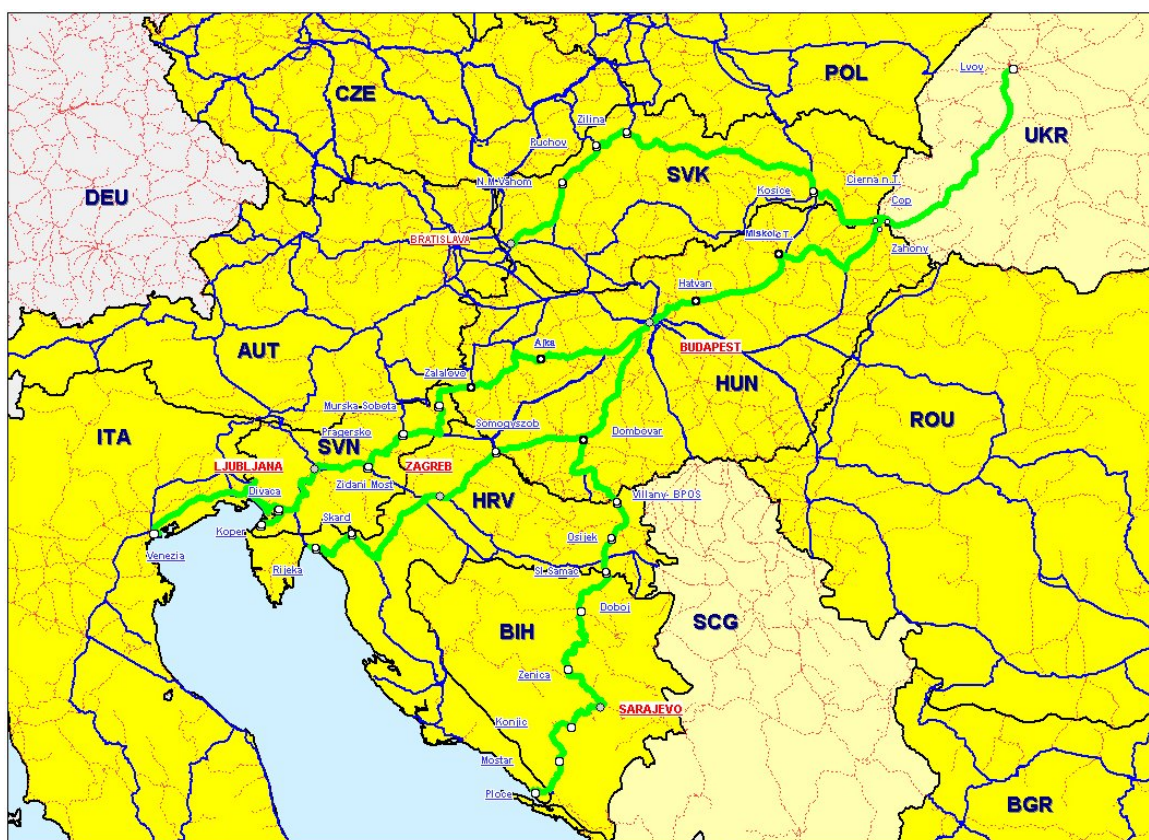 Lvov
POL
CZE
Zilina
UKR
Ruchov
SVK
N.M.Vahom
Cierna n.T.
DEU
Kosice
Cop
BRATISLAVA
Miskolc T.
Zahony
Hatvan
AUT
Ajka
BUDAPEST
Zalalovo
HUN
Murska Sobota
ITA
ROU
Pragersko
SVN
Somogyszob
Dombovar
LJUBLJANA
ZAGREB
Zidani Most
Divaca
HRV
Villany- BPOS
Skard
Koper
Osijek
Venezia
Rijeka
Sl. Samac
Doboj
BIH
SCG
Zenica
SARAJEVO
Konjic
Mostar
Ploce
BGR